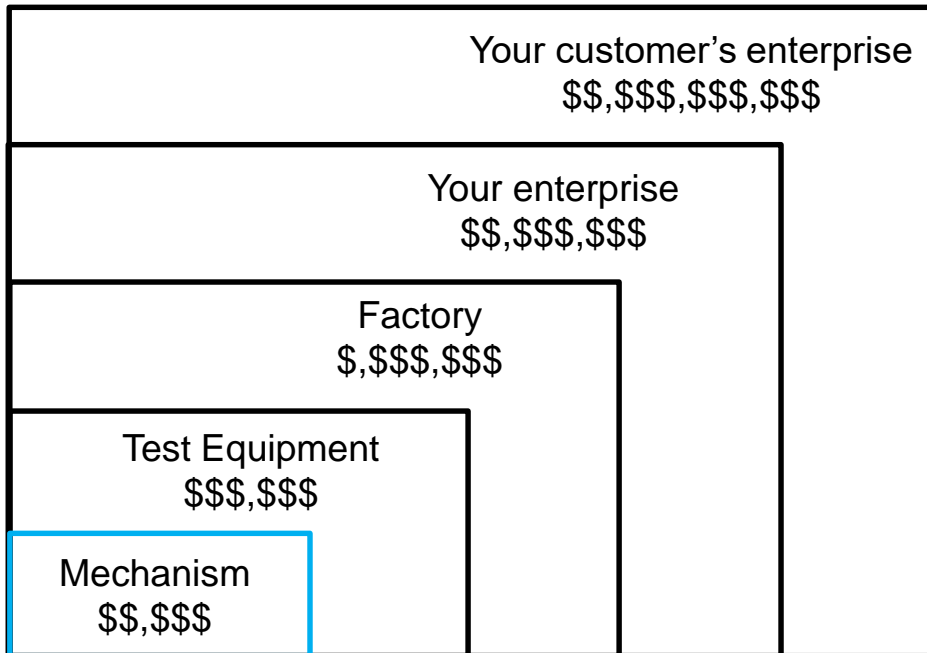 Your customer’s enterprise
$$,$$$,$$$,$$$
Your enterprise
$$,$$$,$$$
Factory
$,$$$,$$$
Test Equipment
$$$,$$$
Mechanism
$$,$$$